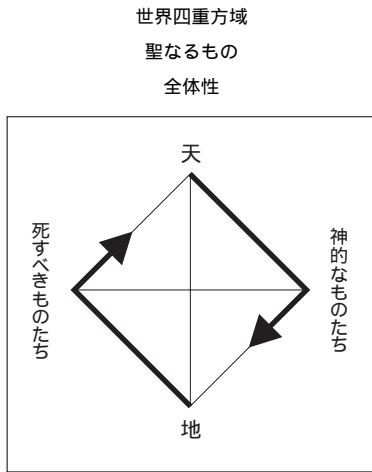 世界四重方域
聖なるもの
全体性
天
死すべきものたち
神的なものたち
地